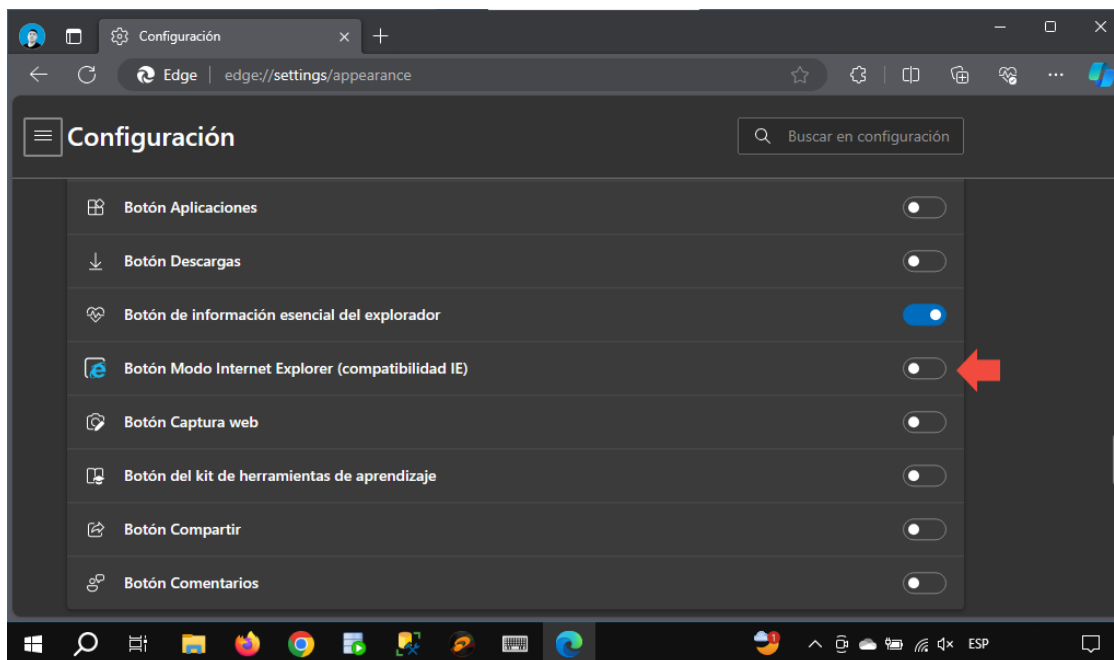 Configuración
Edge | edge://settings/appearance
Configuración
Buscar en configuración
Botón Aplicaciones
Botón Descargas
Botón de información esencial del explorador
Botón Modo Internet Explorer (compatibilidad IE)
Botón Captura web
Botón del kit de herramientas de aprendizaje
Botón Compartir
Botón Comentarios
1
ESP